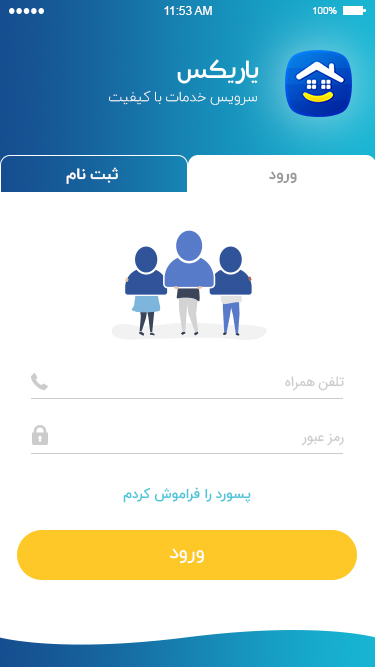 11:53 AM
100%
یاریکس
سرویس خدمات با کیفیت
ورود
ثبت نام
تلفن همراه
رمز عبور
پسورد را فراموش کردم
ورود